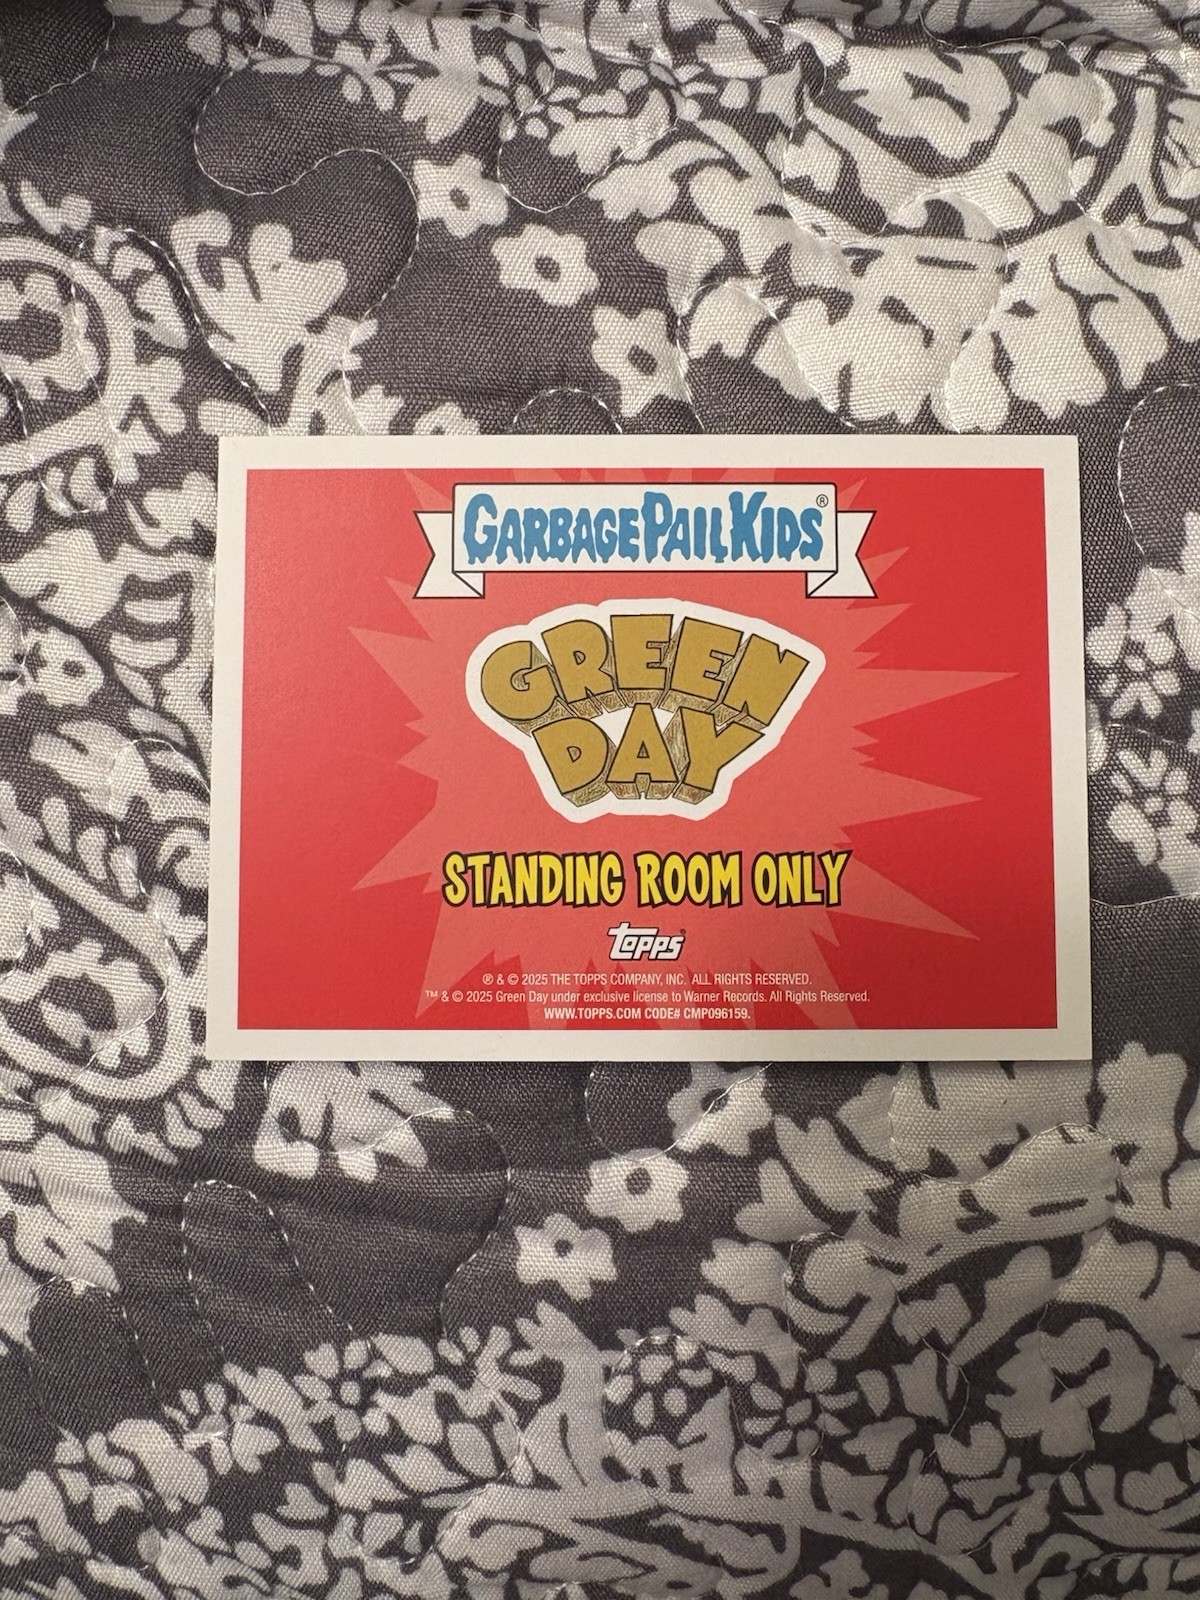 GARBAGE PAIL KIDS®
GREEN
DAY
STANDING ROOM ONLY
topps
® & © 2025 THE TOPPS COMPANY, INC. ALL RIGHTS RESERVED.
™ & © 2025 Green Day under exclusive license to Warner Records. All Rights Reserved.
WWW.TOPPS.COM CODE# CMP096159.